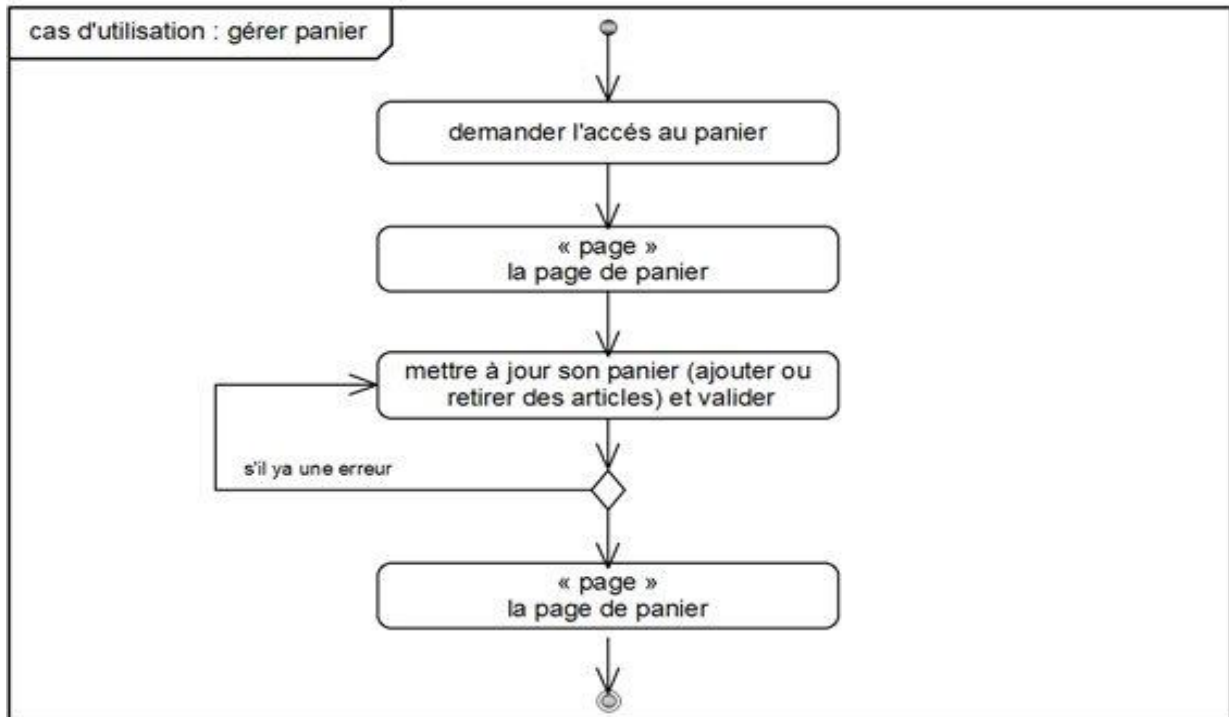 cas d'utilisation : gérer panier
demander l'accés au panier
« page »
la page de panier
mettre à jour son panier (ajouter ou
retirer des articles) et valider
s'il ya une erreur
« page »
la page de panier